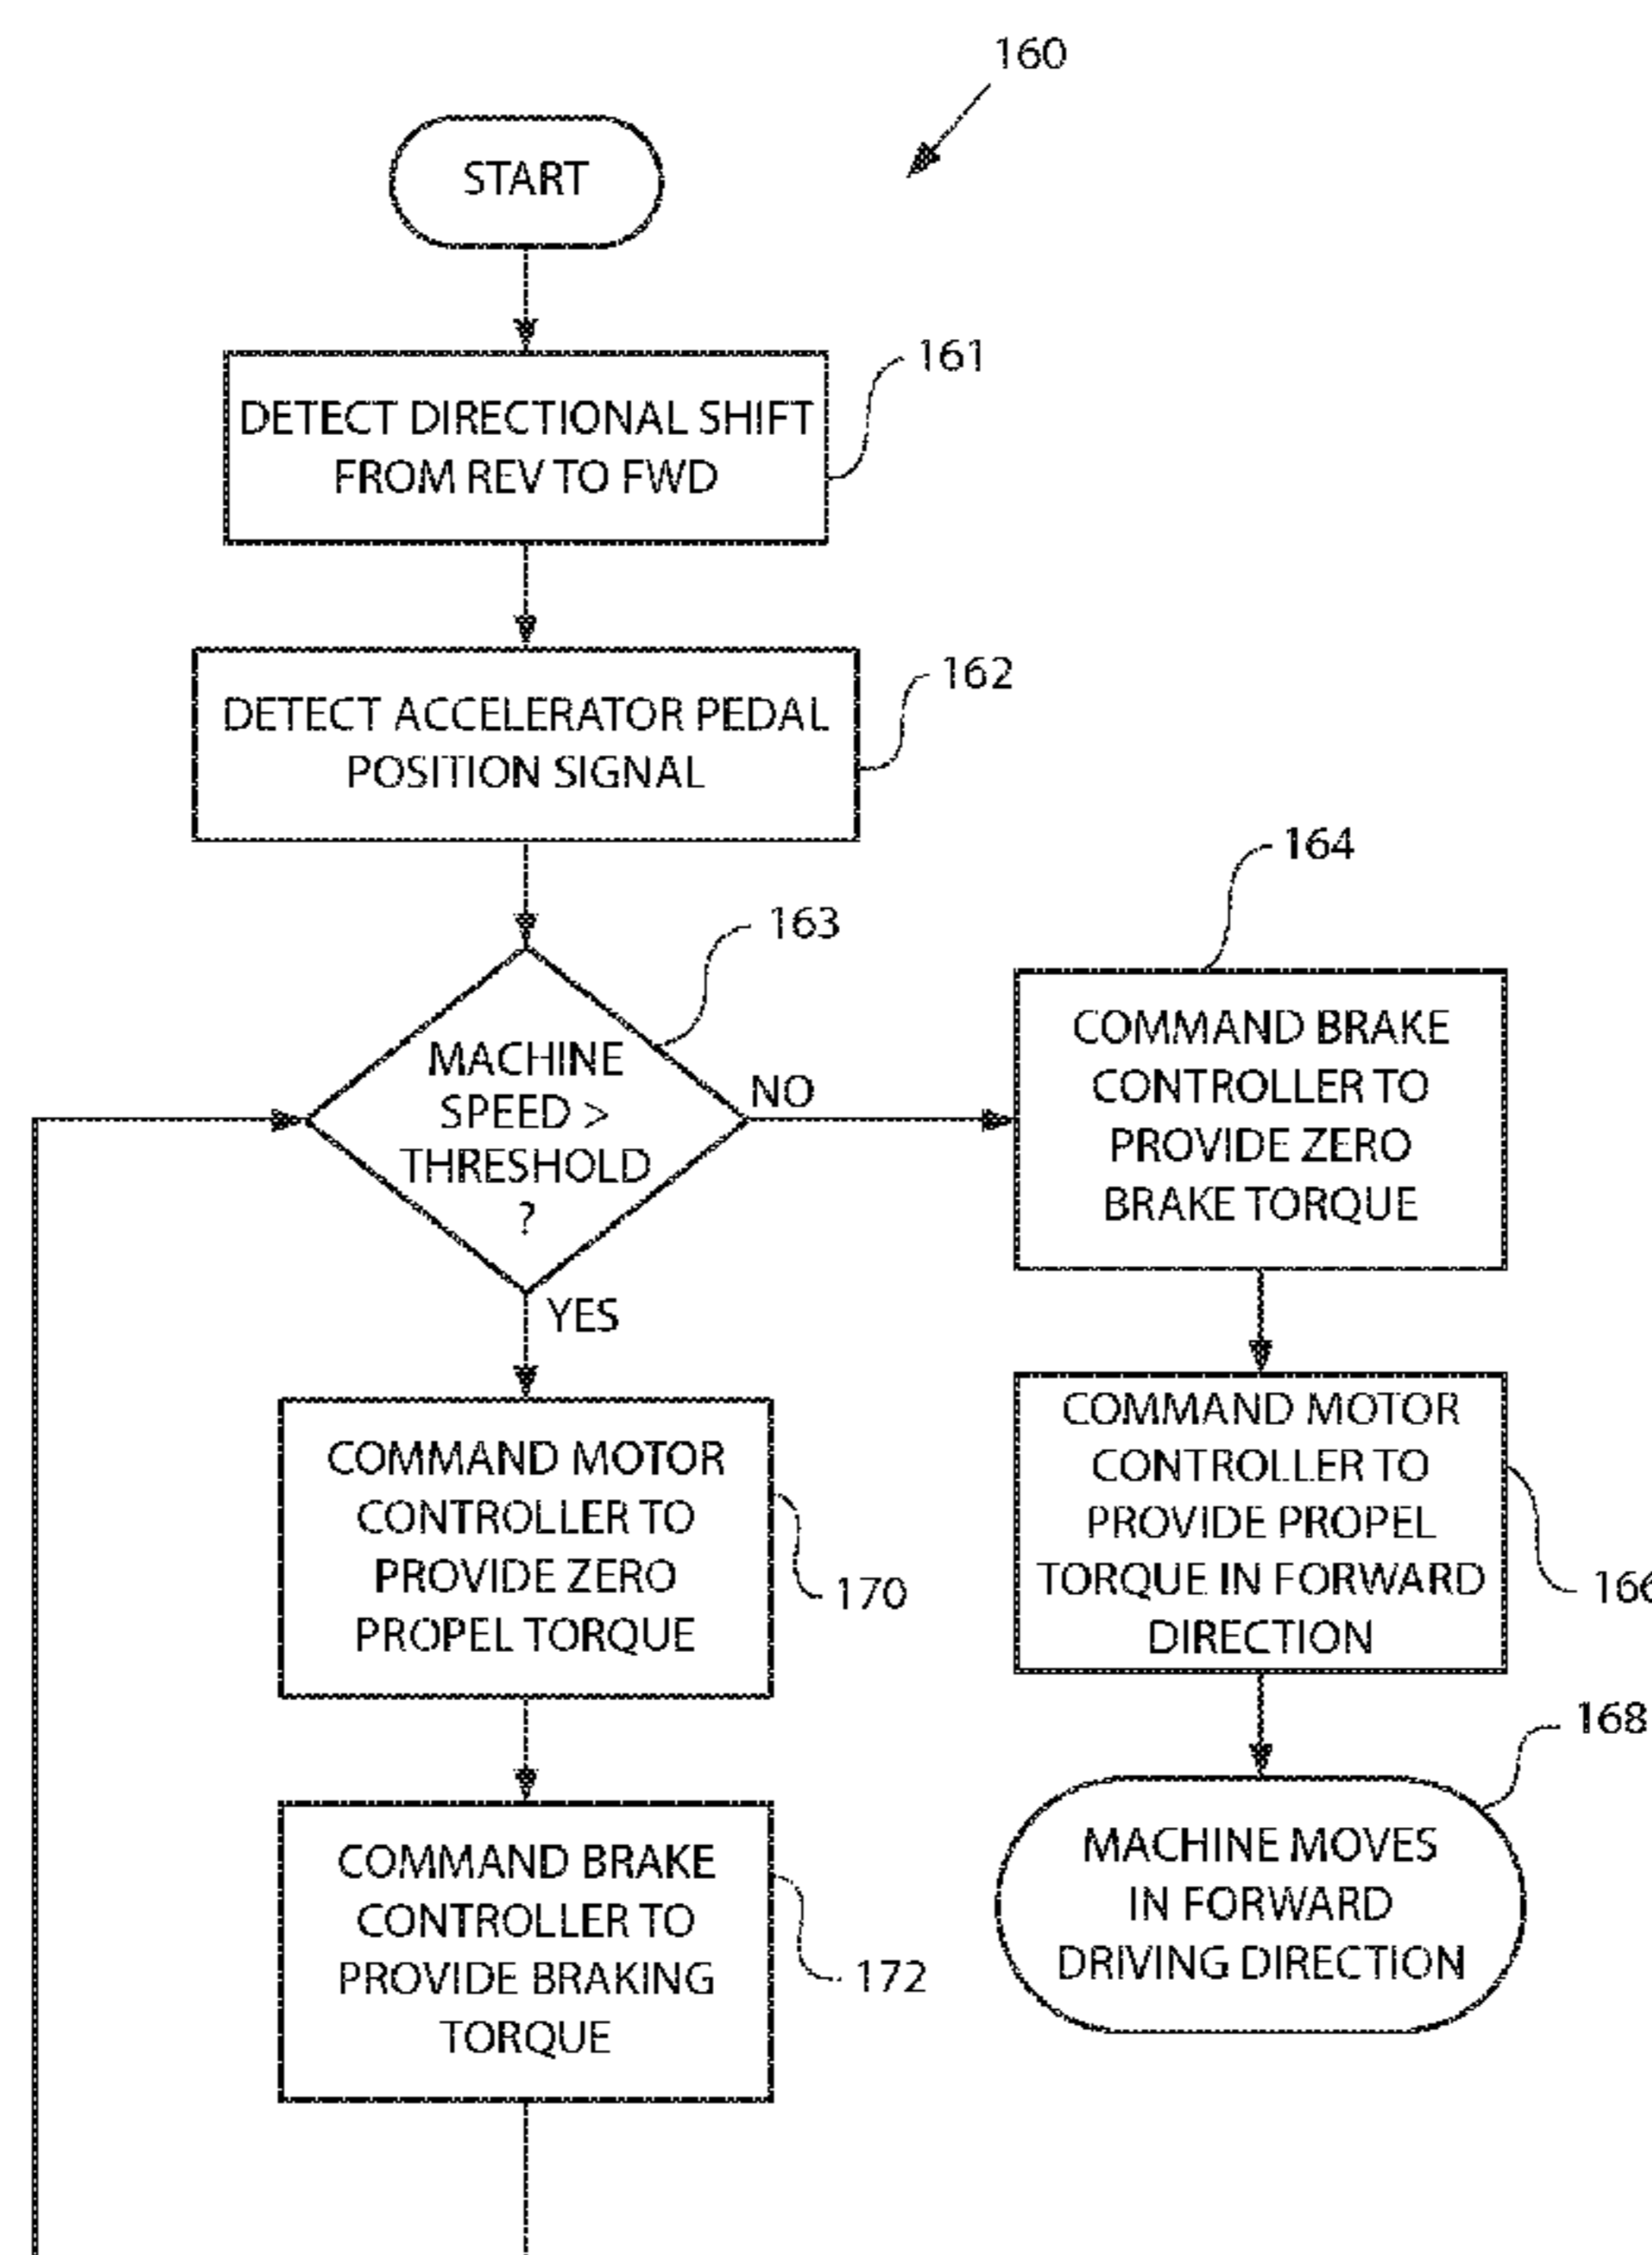 160
START
161
DETECT DIRECTIONAL SHIFT
FROM REV TO FWD
162
DETECT ACCELERATOR PEDAL
POSITION SIGNAL
163
MACHINE
SPEED >
THRESHOLD
?
NO
YES
164
COMMAND BRAKE
CONTROLLER TO
PROVIDE ZERO
BRAKE TORQUE
COMMAND MOTOR
CONTROLLER TO
PROVIDE PROPEL
TORQUE IN FORWARD
DIRECTION
166
168
MACHINE MOVES
IN FORWARD
DRIVING DIRECTION
COMMAND MOTOR
CONTROLLER TO
PROVIDE ZERO
PROPEL TORQUE
170
COMMAND BRAKE
CONTROLLER TO
PROVIDE BRAKING
TORQUE
172